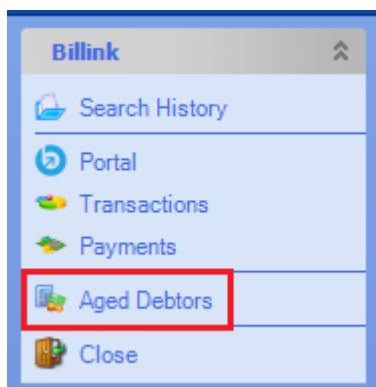 Billink
Search History
Portal
Transactions
Payments
Aged Debtors
Close